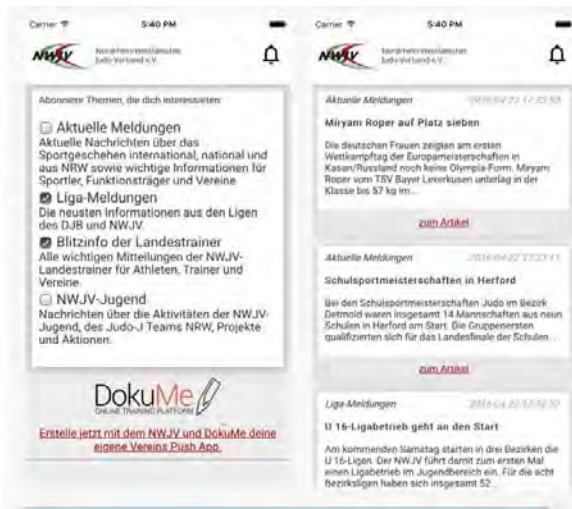 Carrier 5:40 PM
NWJV Nordrhein-Westfälischer
Judo-Verband e.V.
Abonniere Themen, die dich interessieren:
Aktuelle Meldungen
Aktuelle Nachrichten über das
Sportgeschehen international, national und
aus NRW sowie wichtige Informationen für
Sportler, Funktionsträger und Vereine.
Liga-Meldungen
Die neusten Informationen aus den Ligen
des DJB und NWJV.
Blitzinfo der Landestrainer
Alle wichtigen Mitteilungen der NWJV-
Landestrainer für Athleten, Trainer und
Vereine.
NWJV-Jugend
Nachrichten über die Aktivitäten der NWJV-
Jugend, des Judo-J Teams NRW, Projekte
und Aktionen.
DokuMe
ONLINE TRAINING PLATFORM
Erstelle jetzt mit dem NWJV und DokuMe deine
eigene Vereins Push App.
Carrier 5:40 PM
NWJV Nordrhein-Westfälischer
Judo-Verband e.V.
Aktuelle Meldungen
Miryam Roper auf Platz sieben
Die deutschen Frauen zeigten am ersten
Wettkampftag der Europameisterschaften in
Kasan/Russland noch keine Olympia-Form. Miryam
Roper vom TSV Bayer Leverkusen unterlag in der
Klasse bis 57 kg im...
zum Artikel
Aktuelle Meldungen
Schulsportmeisterschaften in Herford
Bei den Schulsportmeisterschaften Judo im Bezirk
Detmold waren insgesamt 14 Mannschaften aus neun
Schulen in Herford am Start. Die Gruppenersten
qualifizierten sich für das Landesfinale der Schulen...
zum Artikel
Liga-Meldungen
U 16-Ligabetrieb geht an den Start
Am kommenden Samstag starten in drei Bezirken die
U 16-Ligen. Der NWJV führt damit zum ersten Mal
einen Ligabetrieb im Jugendbereich ein. Für die acht
Bezirksligen haben sich insgesamt 52...